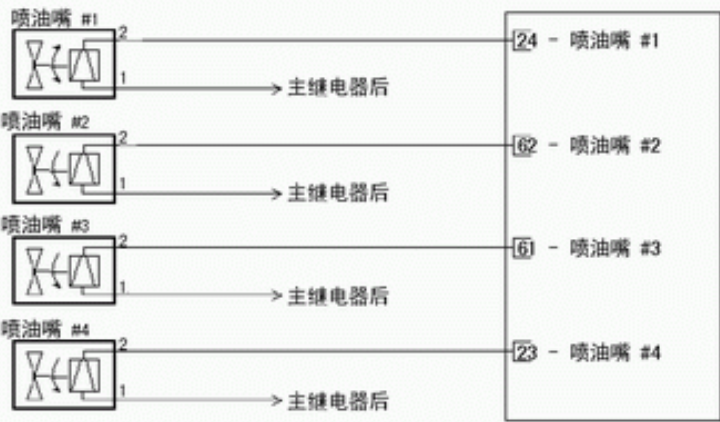 喷油嘴 #1
2
24 - 喷油嘴 #1
1
主继电器后
喷油嘴 #2
2
62 - 喷油嘴 #2
1
主继电器后
喷油嘴 #3
2
61 - 喷油嘴 #3
1
主继电器后
喷油嘴 #4
2
23 - 喷油嘴 #4
1
主继电器后